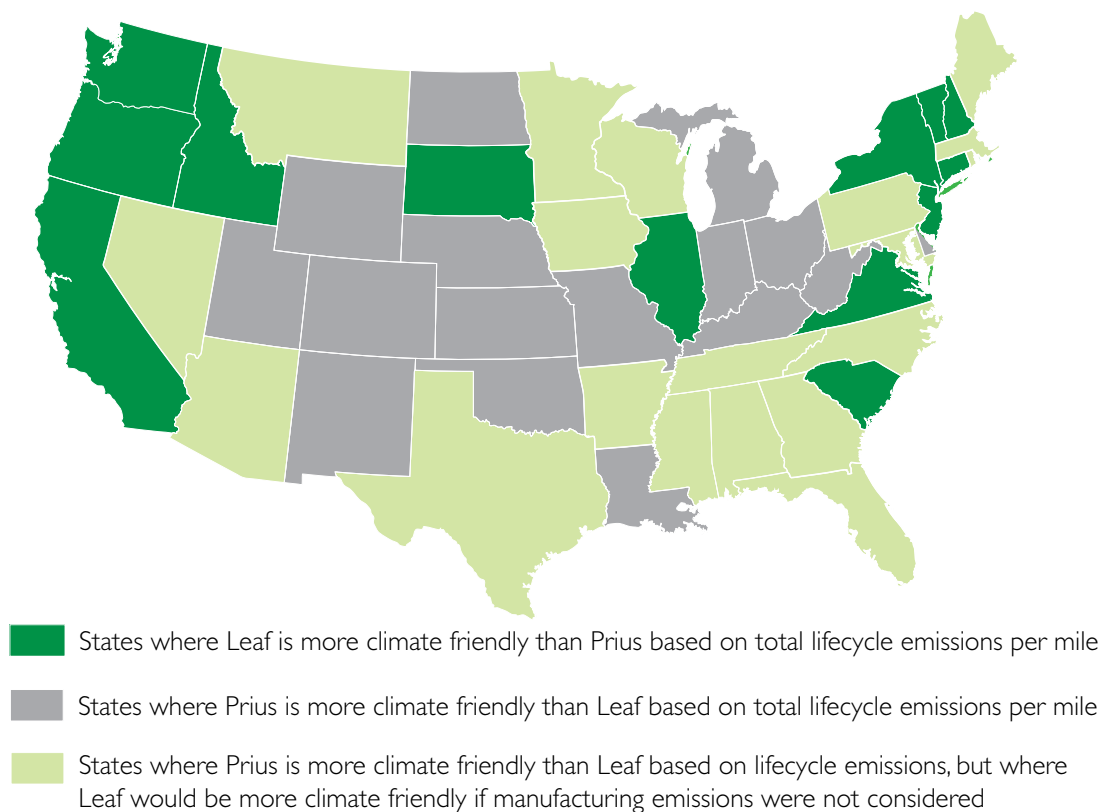 States where Leaf is more climate friendly than Prius based on total lifecycle emissions per mile
States where Prius is more climate friendly than Leaf based on total lifecycle emissions per mile
States where Prius is more climate friendly than Leaf based on lifecycle emissions, but where
Leaf would be more climate friendly if manufacturing emissions were not considered